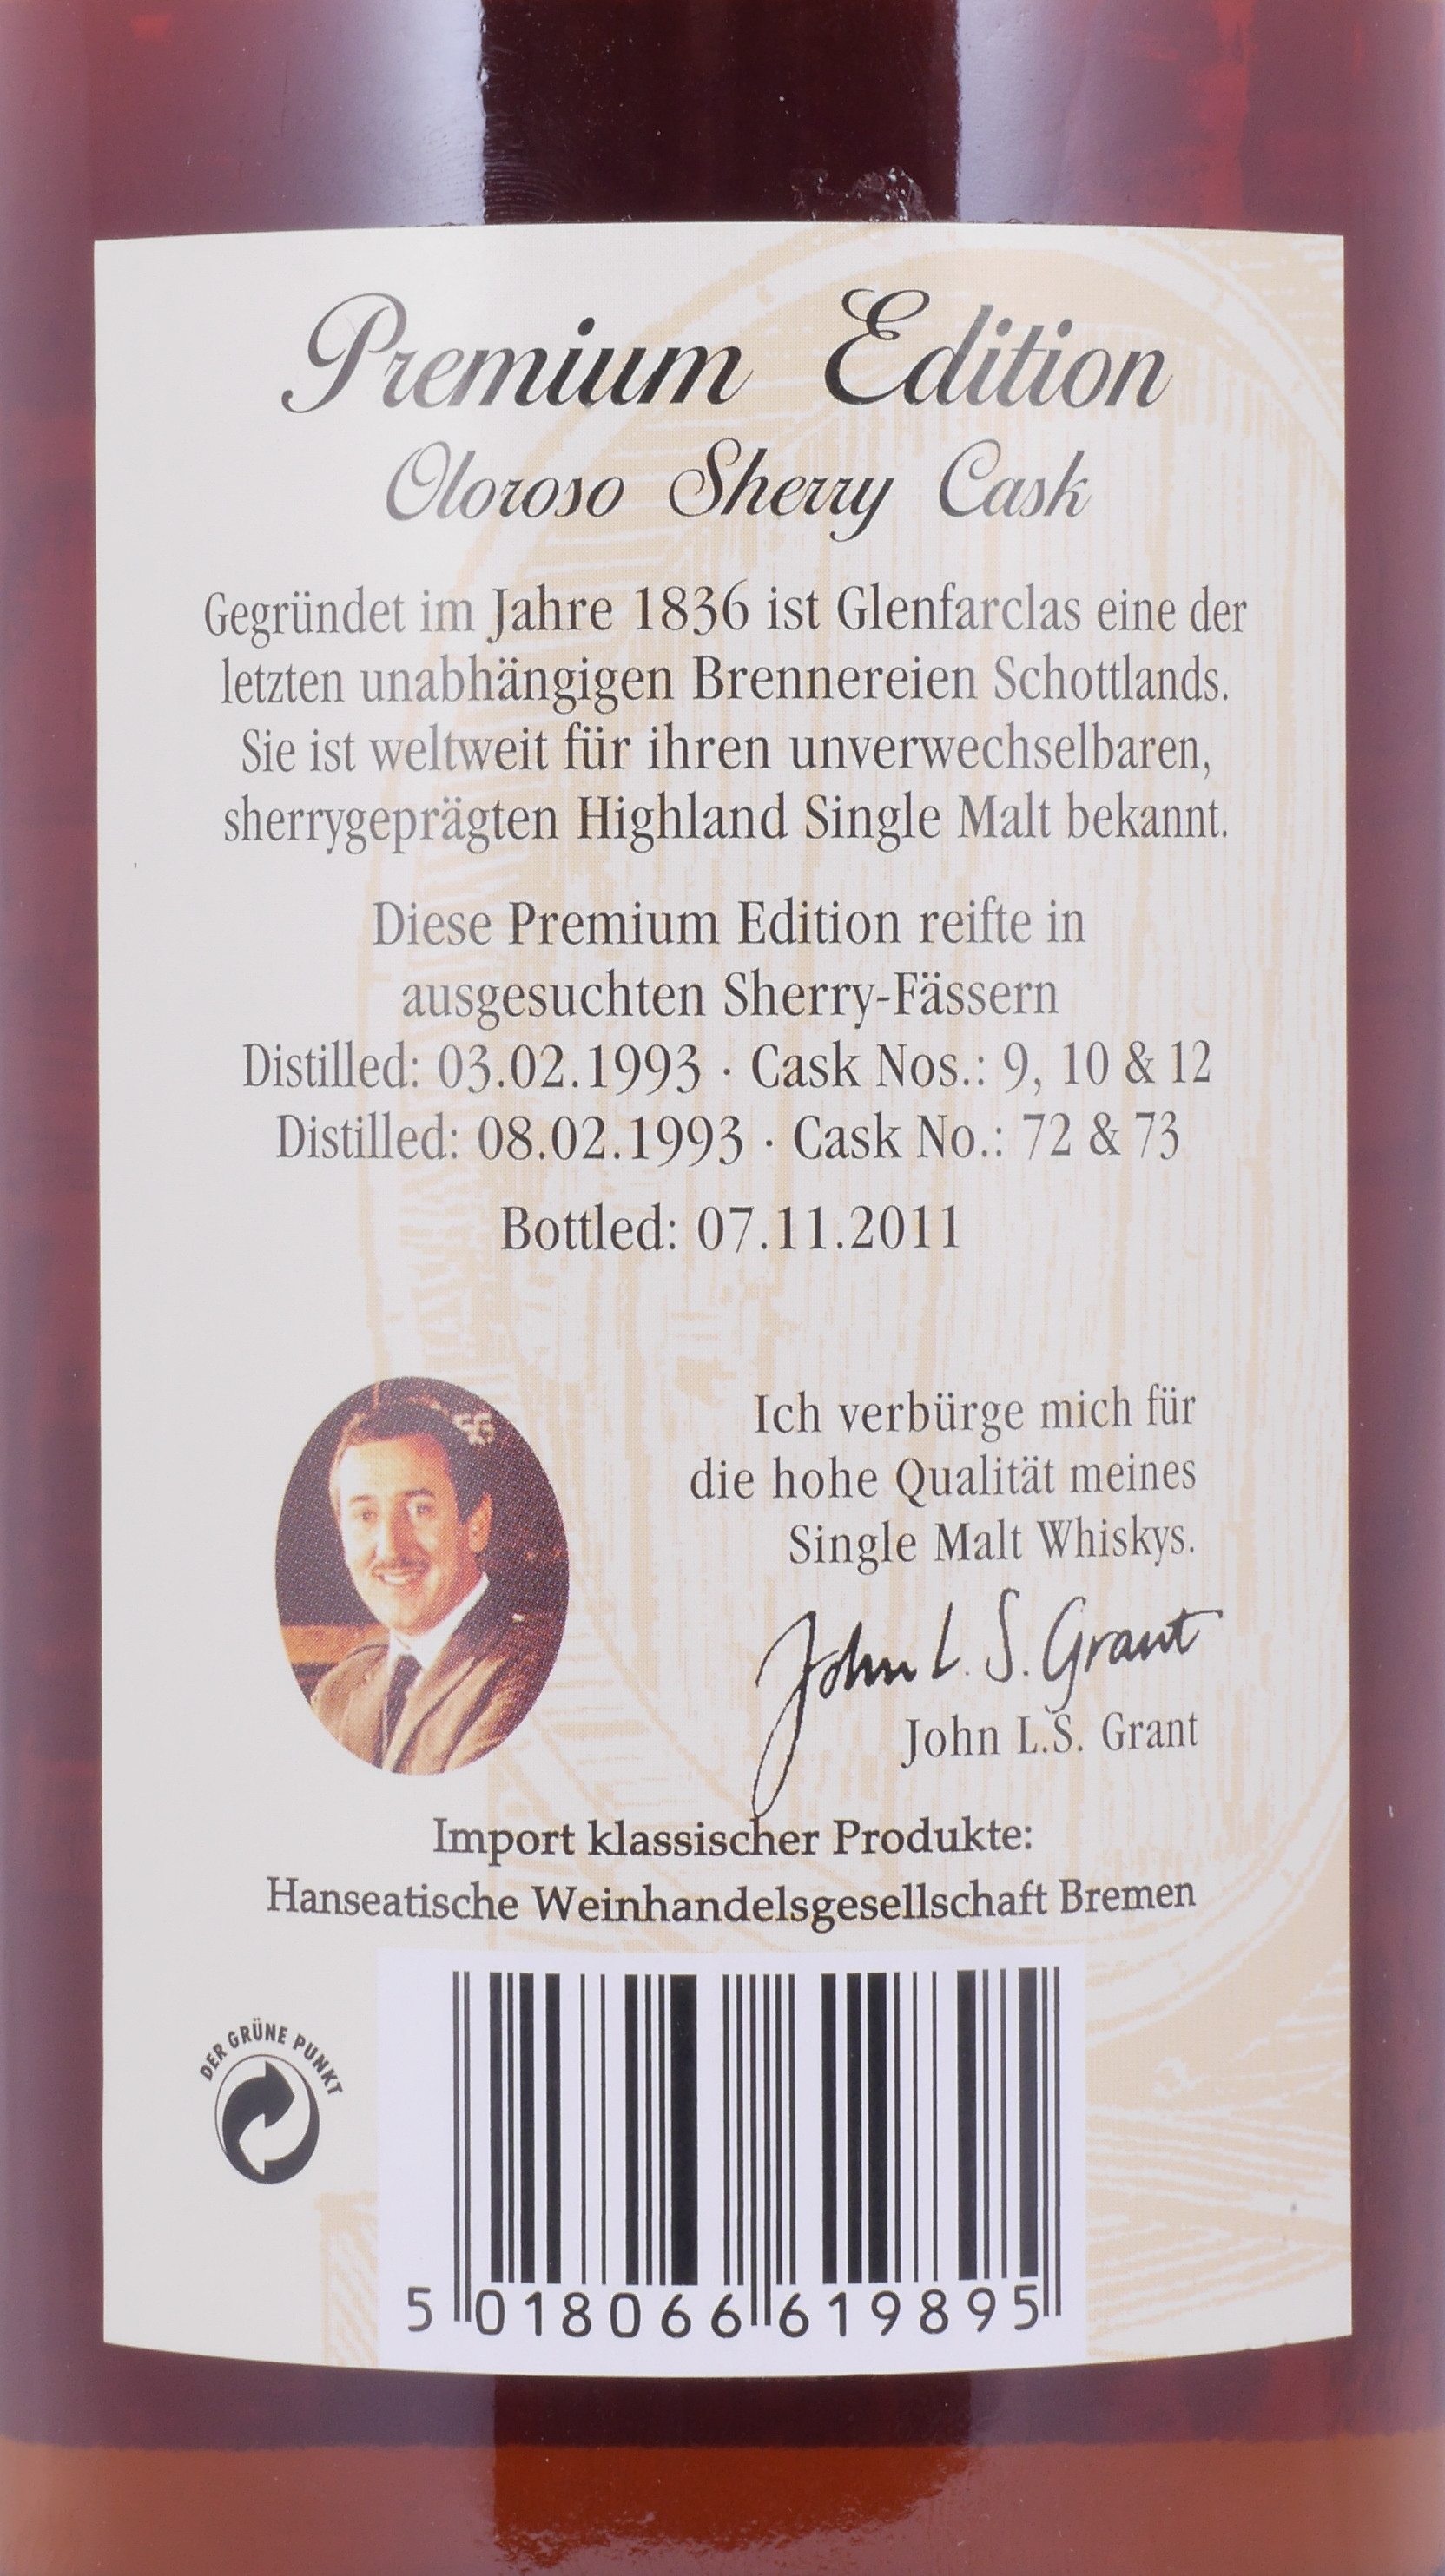 Premium Edition
Oloroso Sherry Cask
Gegründet im Jahre 1836 ist Glenfarclas eine der
letzten unabhängigen Brennereien Schottlands.
Sie ist weltweit für ihren unverwechselbaren,
sherrygeprägten Highland Single Malt bekannt.
Diese Premium Edition reifte in
ausgesuchten Sherry-Fässern
Distilled: 03.02.1993 · Cask Nos.: 9, 10 & 12
Distilled: 08.02.1993 · Cask No.: 72 & 73
Bottled: 07.11.2011
Ich verbürge mich für
die hohe Qualität meines
Single Malt Whiskys.
John L. S. Grant
John L.S. Grant
Import klassischer Produkte:
Hanseatische Weinhandelsgesellschaft Bremen
DER GRÜNE PUNKT
5 018066 619895